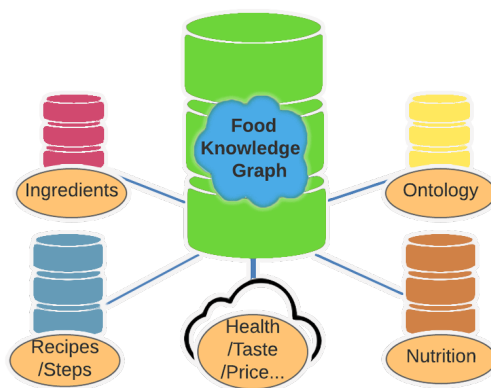 Food
Knowledge
Graph
Ingredients
Ontology
Recipes
/Steps
Health
/Taste
/Price...
Nutrition